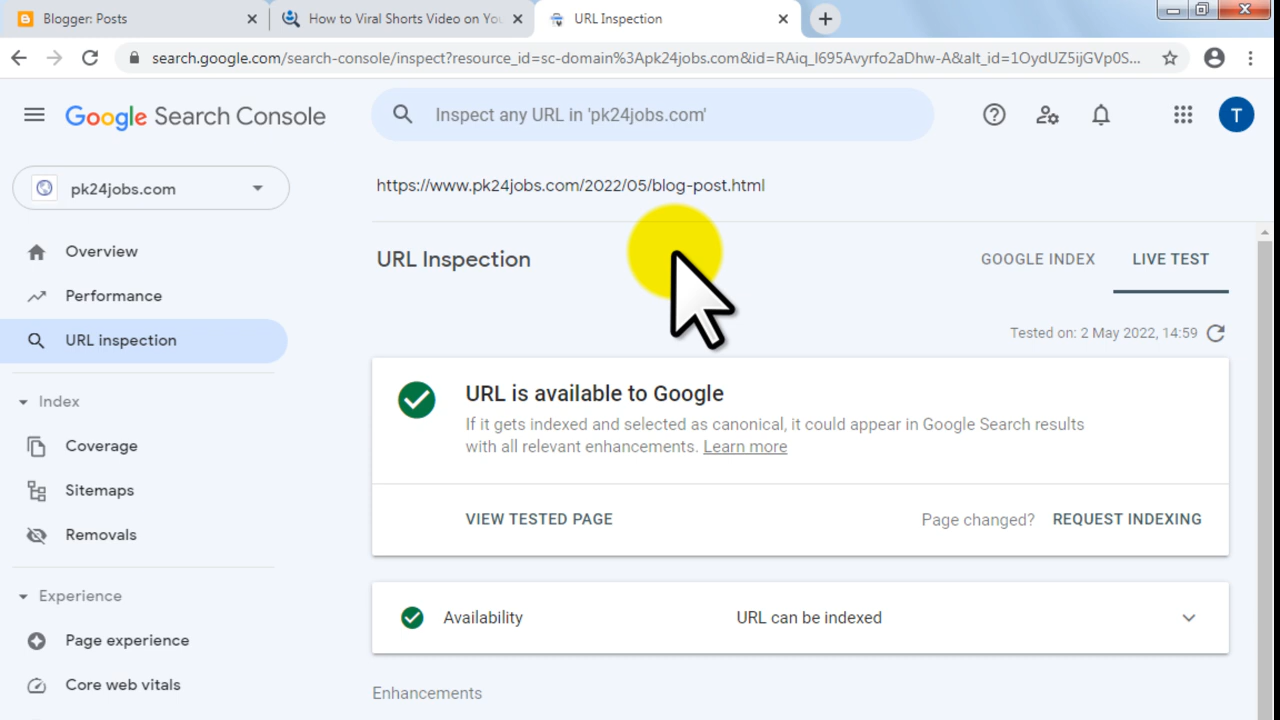 Blogger: Posts
How to Viral Shorts Video on You
URL Inspection
search.google.com/search-console/inspect?resource_id=sc-domain%3Apk24jobs.com&id=RAiq_l695Avyrfo2aDhw-A&alt_id=1OydUZ5ijGVp0S...
Google Search Console
Inspect any URL in 'pk24jobs.com'
T
pk24jobs.com
https://www.pk24jobs.com/2022/05/blog-post.html
Overview
Performance
URL inspection
Index
Coverage
Sitemaps
Removals
Experience
Page experience
Core web vitals
URL Inspection
GOOGLE INDEX
LIVE TEST
Tested on: 2 May 2022, 14:59
URL is available to Google
If it gets indexed and selected as canonical, it could appear in Google Search results
with all relevant enhancements. Learn more
VIEW TESTED PAGE
Page changed? REQUEST INDEXING
Availability
URL can be indexed
Enhancements